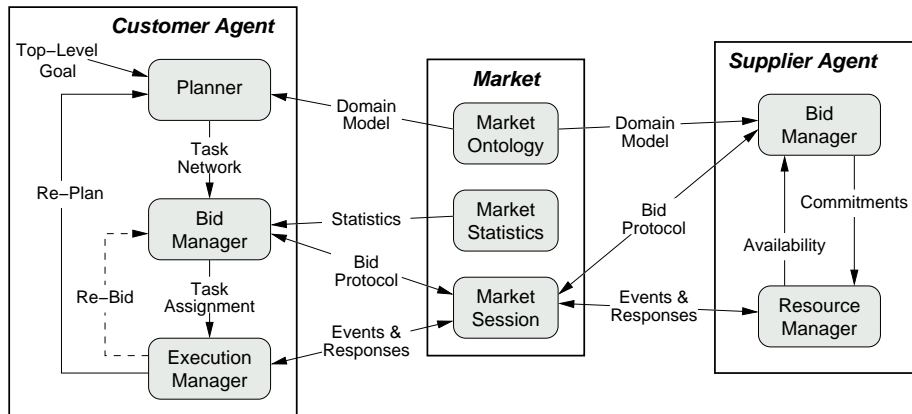 Customer Agent
Top–Level
Goal
Planner
Domain
Model
Task
Network
Re–Plan
Bid
Manager
Statistics
Bid
Protocol
Re–Bid
Task
Assignment
Events &
Responses
Execution
Manager
Market
Market
Ontology
Market
Statistics
Market
Session
Domain
Model
Bid
Protocol
Events &
Responses
Supplier Agent
Bid
Manager
Commitments
Availability
Resource
Manager